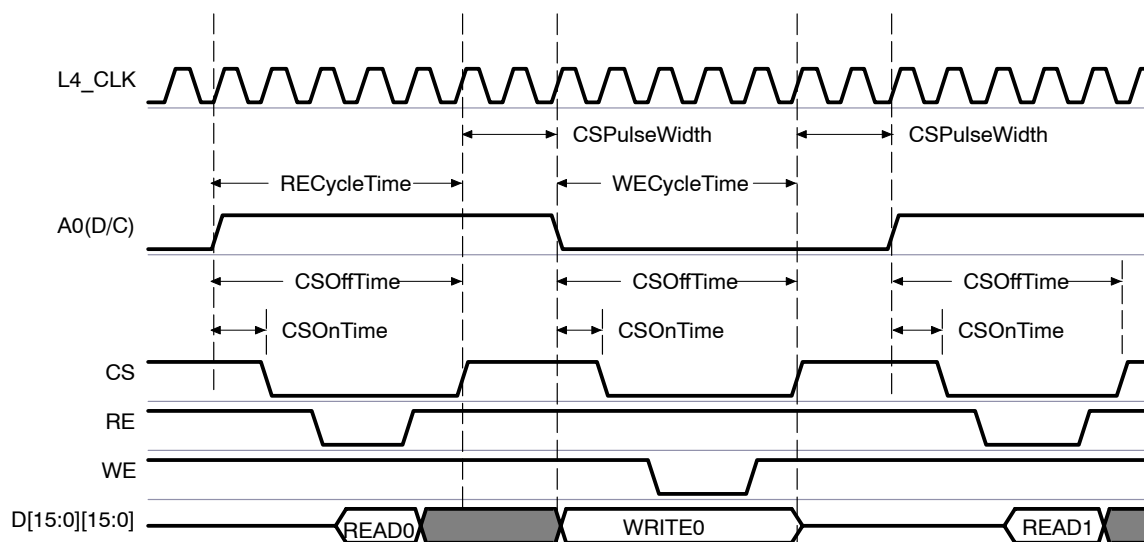 L4_CLK
CSPulseWidth CSPulseWidth
RECycleTime WECycleTime
A0(D/C)
CSOffTime CSOffTime CSOffTime
CSOnTime CSOnTime CSOnTime
CS
RE
WE
D[15:0][15:0] READ0 WRITE0 READ1